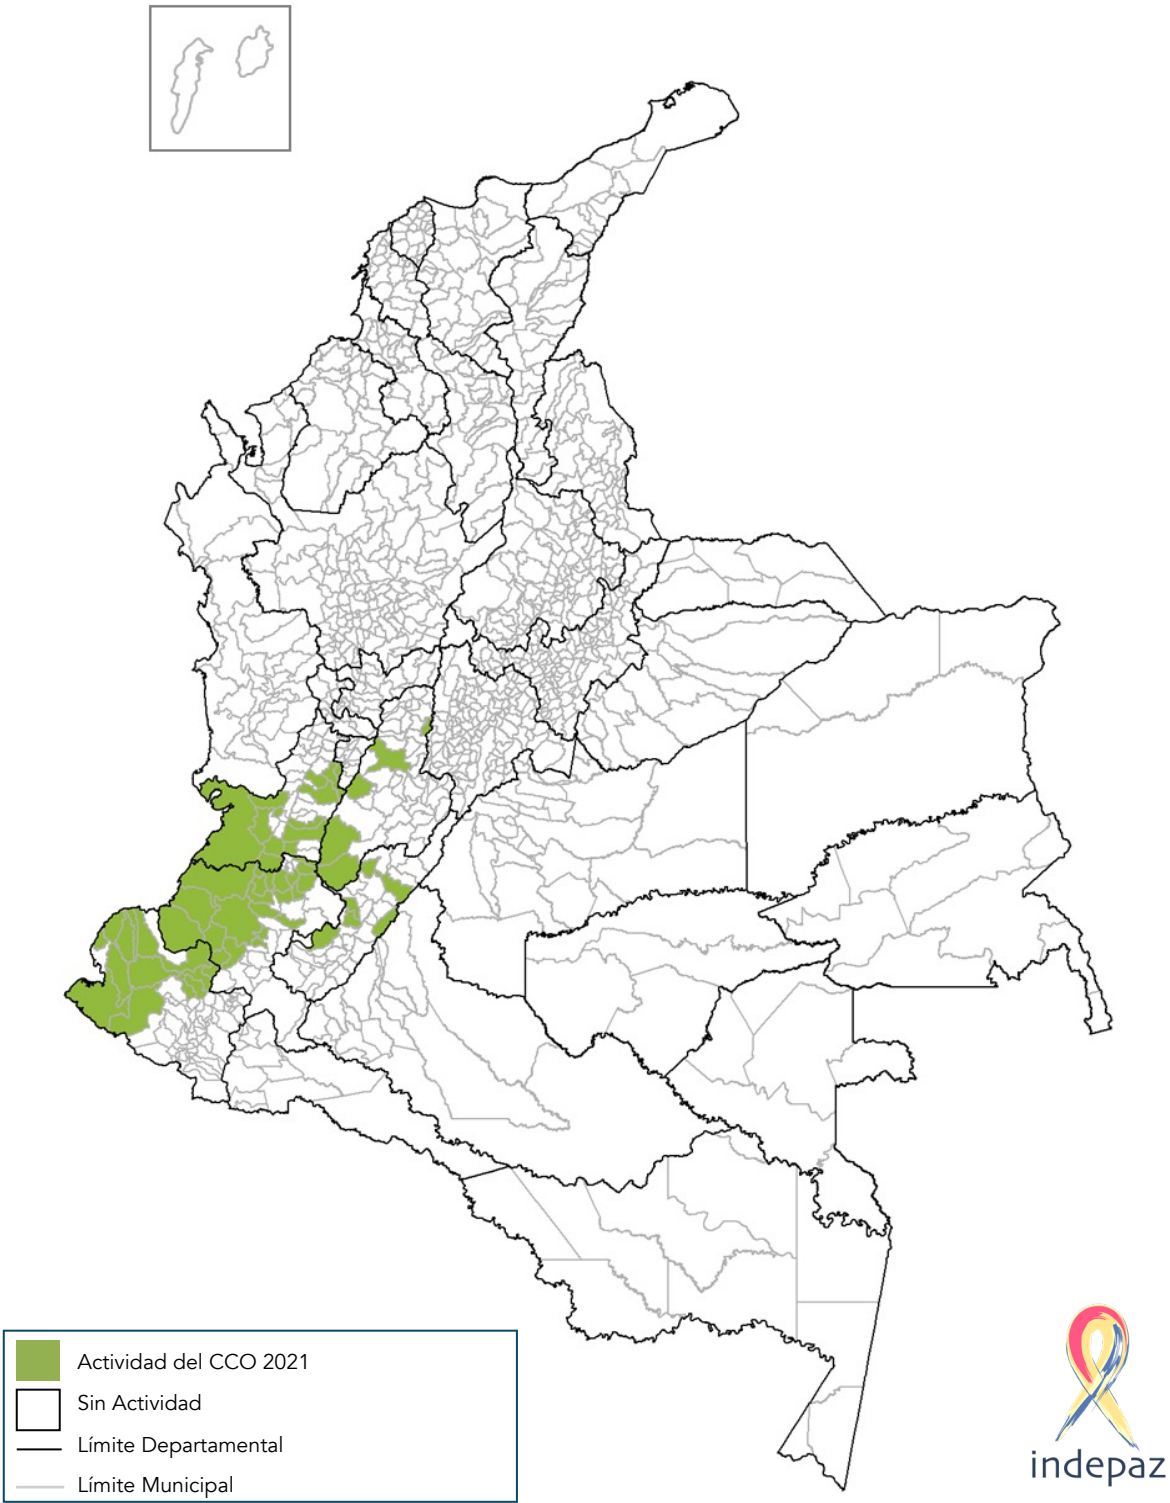 Actividad del CCO 2021
Sin Actividad
Límite Departamental
Límite Municipal
indepaz